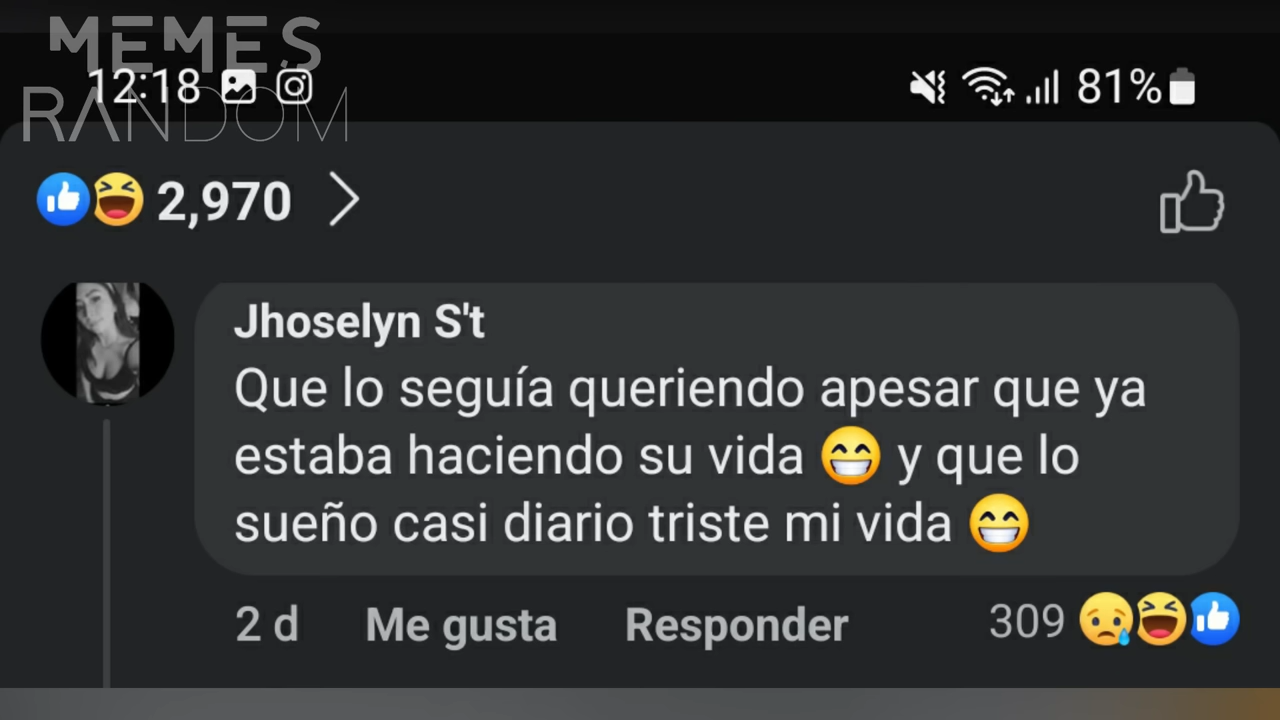 MEMES
RANDOM
12:18
81%
2,970
Jhoselyn S't
Que lo seguía queriendo apesar que ya
estaba haciendo su vida 😁 y que lo
sueño casi diario triste mi vida 😁
2 d Me gusta Responder 309